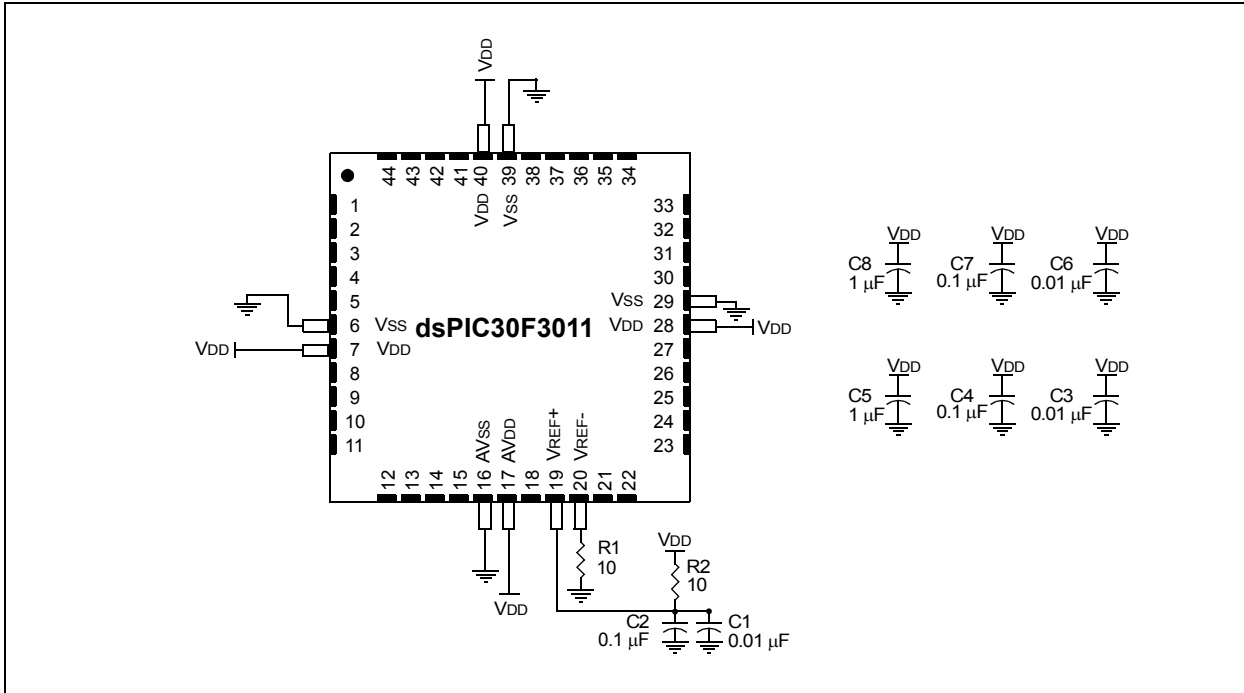 VDD
44 43 42 41 40 39 38 37 36 35 34
VDD VSS
1
2
3
4
5
6 VSS
VDD 7 VDD
8
9
10
11
dsPIC30F3011
33
32
31
30
VSS 29
VDD 28 VDD
27
26
25
24
23
AVSS AVDD VREF+ VREF-
12 13 14 15 16 17 18 19 20 21 22
VDD
R1
10
VDD
R2
10
C2
0.1 µF
C1
0.01 µF
VDD VDD VDD
C8
1 µF
C7
0.1 µF
C6
0.01 µF
VDD VDD VDD
C5
1 µF
C4
0.1 µF
C3
0.01 µF